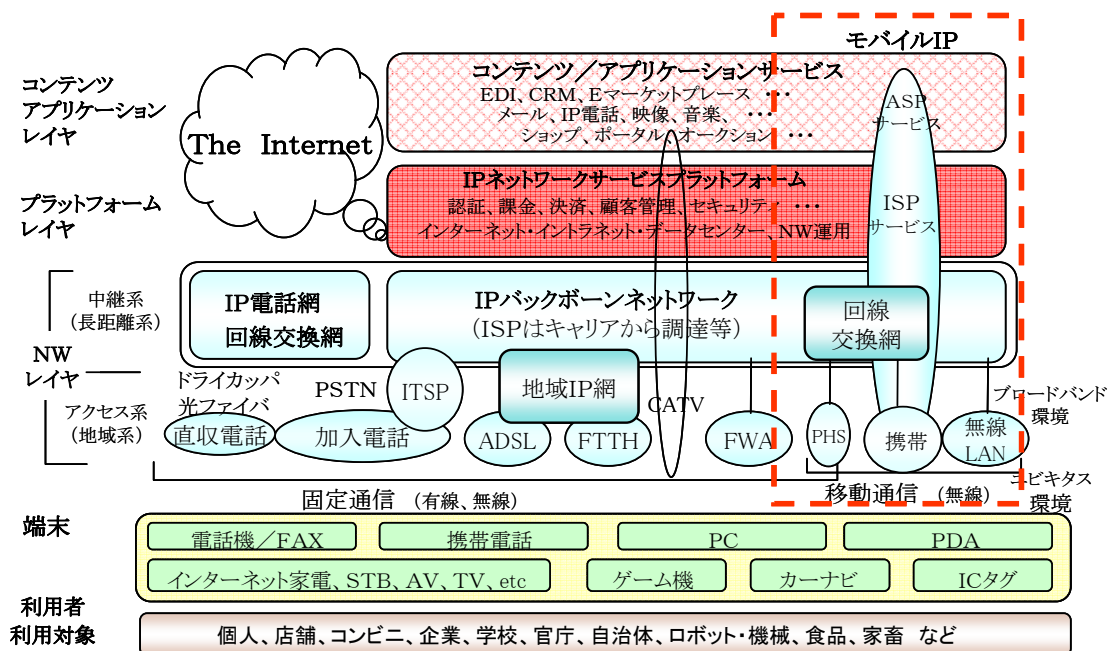 モバイルIP
コンテンツ
アプリケーション
レイヤ
The Internet
コンテンツ／アプリケーションサービス
EDI、CRM、Eマーケットプレース ・・・
メール、IP電話、映像、音楽、 ・・・
ショップ、ポータル、オークション ・・・
ASP
サービス
プラットフォーム
レイヤ
IPネットワークサービスプラットフォーム
認証、課金、決済、顧客管理、セキュリティ ・・・
インターネット・イントラネット・データセンター、NW運用
ISP
サービス
NW
レイヤ
中継系
（長距離系）
IP電話網
回線交換網
IPバックボーンネットワーク
（ISPはキャリアから調達等）
回線
交換網
アクセス系
（地域系）
ドライカッパ
光ファイバ
直収電話
PSTN
ITSP
加入電話
地域IP網
ADSL
FTTH
CATV
FWA
PHS
携帯
無線
LAN
ブロードバンド
環境
固定通信 （有線、無線）
移動通信 （無線）
ユビキタス
環境
端末
電話機／FAX
携帯電話
PC
PDA
インターネット家電、STB、AV、TV、etc
ゲーム機
カーナビ
ICタグ
利用者
利用対象
個人、店舗、コンビニ、企業、学校、官庁、自治体、ロボット・機械、食品、家畜 など